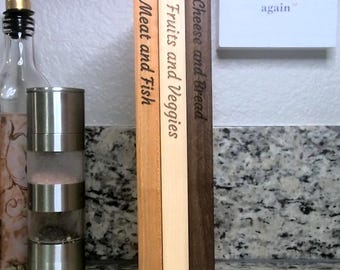 again
Meat and Fish
Fruits and Veggies
Cheese and Bread